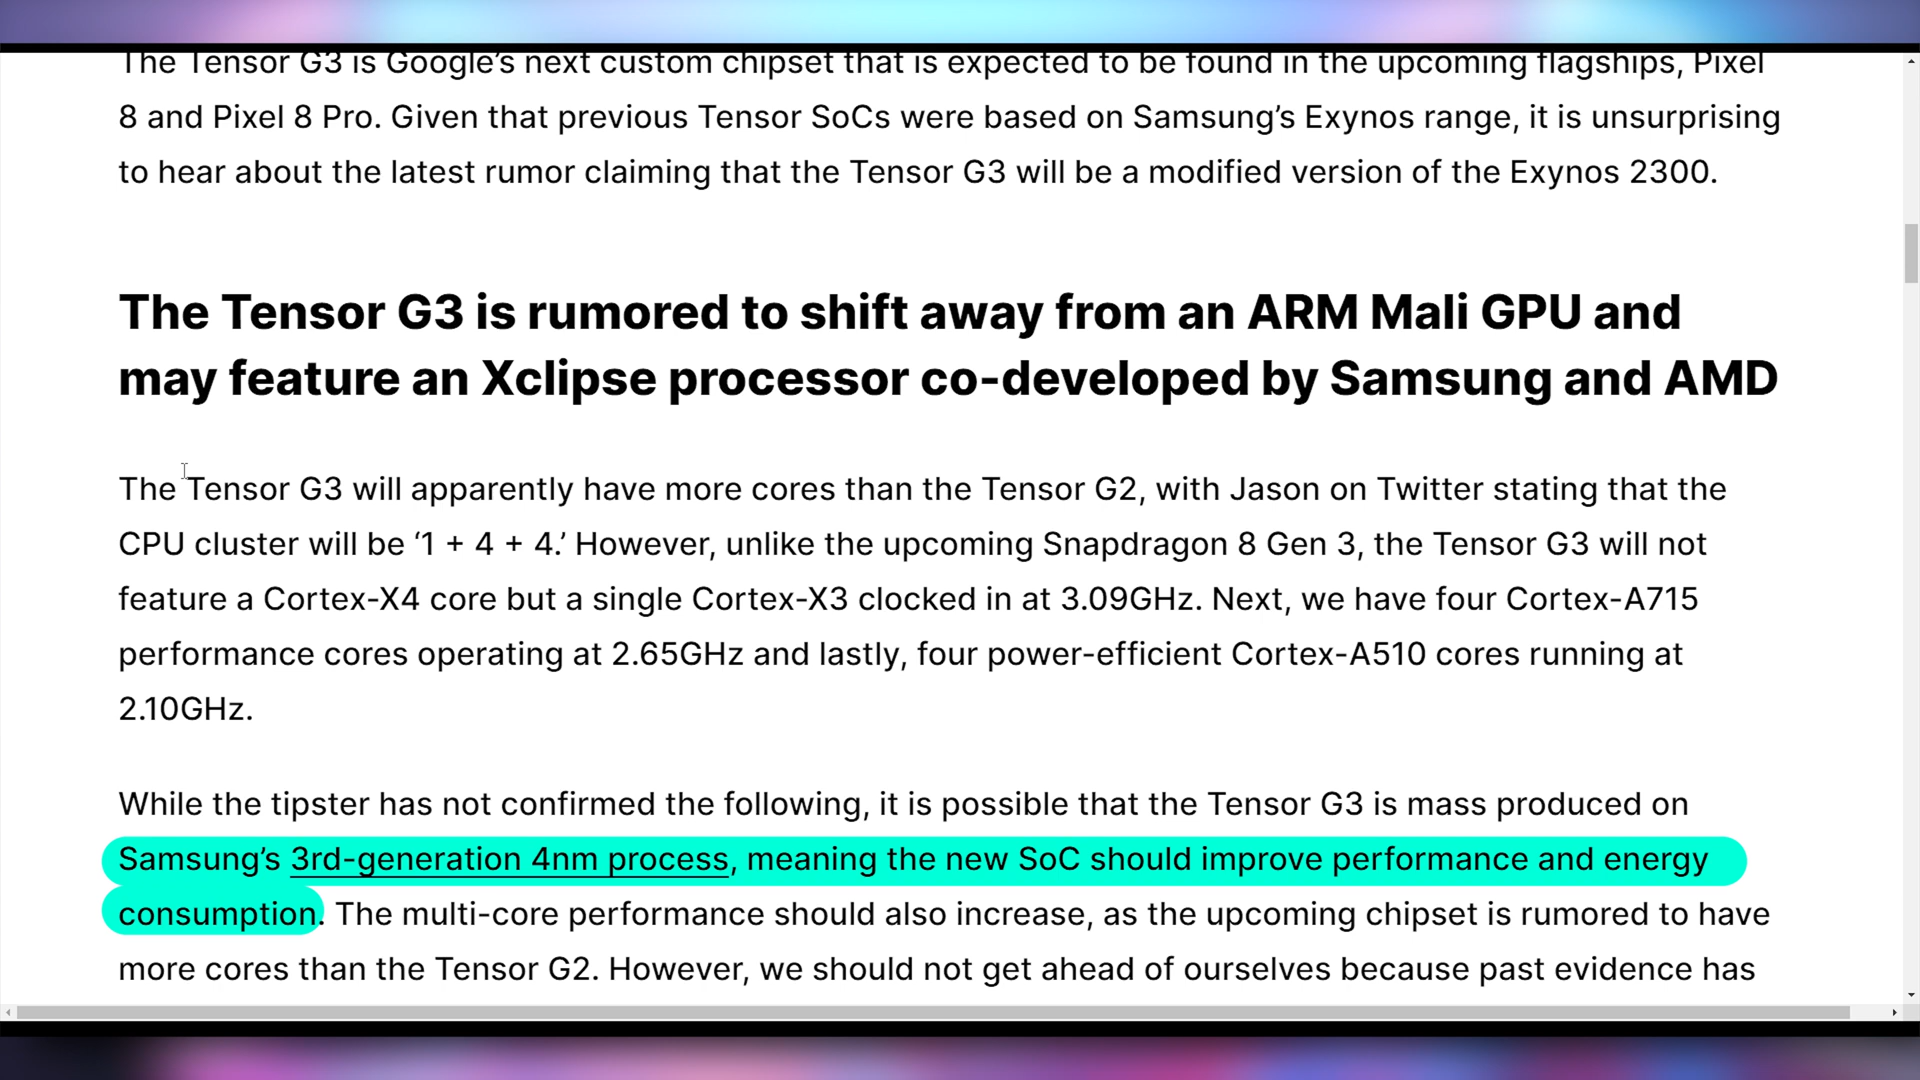 The Tensor G3 is Google’s next custom chipset that is expected to be found in the upcoming flagships, Pixel
8 and Pixel 8 Pro. Given that previous Tensor SoCs were based on Samsung’s Exynos range, it is unsurprising
to hear about the latest rumor claiming that the Tensor G3 will be a modified version of the Exynos 2300.
The Tensor G3 is rumored to shift away from an ARM Mali GPU and
may feature an Xclipse processor co-developed by Samsung and AMD
The Tensor G3 will apparently have more cores than the Tensor G2, with Jason on Twitter stating that the
CPU cluster will be ‘1 + 4 + 4.’ However, unlike the upcoming Snapdragon 8 Gen 3, the Tensor G3 will not
feature a Cortex-X4 core but a single Cortex-X3 clocked in at 3.09GHz. Next, we have four Cortex-A715
performance cores operating at 2.65GHz and lastly, four power-efficient Cortex-A510 cores running at
2.10GHz.
While the tipster has not confirmed the following, it is possible that the Tensor G3 is mass produced on
Samsung’s 3rd-generation 4nm process, meaning the new SoC should improve performance and energy
consumption. The multi-core performance should also increase, as the upcoming chipset is rumored to have
more cores than the Tensor G2. However, we should not get ahead of ourselves because past evidence has